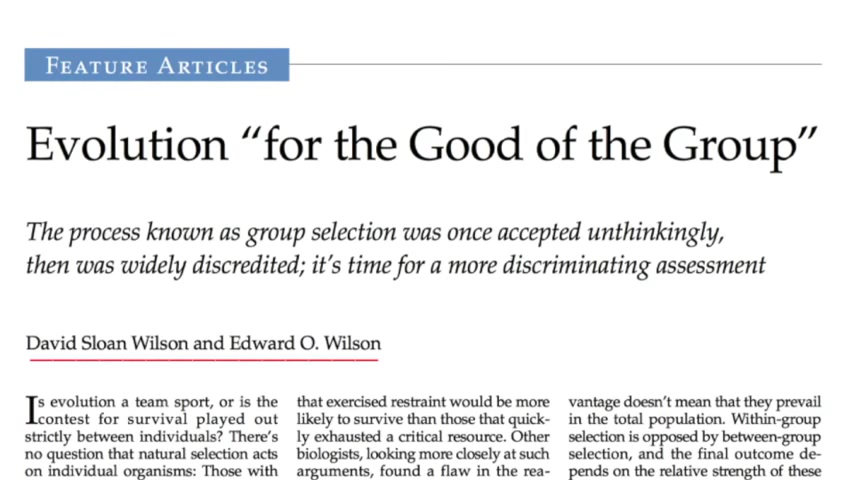 FEATURE ARTICLES
Evolution “for the Good of the Group”
The process known as group selection was once accepted unthinkingly,
then was widely discredited; it’s time for a more discriminating assessment
David Sloan Wilson and Edward O. Wilson
Is evolution a team sport, or is the
contest for survival played out
strictly between individuals? There’s
no question that natural selection acts
on individual organisms: Those with
that exercised restraint would be more
likely to survive than those that quick-
ly exhausted a critical resource. Other
biologists, looking more closely at such
arguments, found a flaw in the rea-
vantage doesn’t mean that they prevail
in the total population. Within-group
selection is opposed by between-group
selection, and the final outcome de-
pends on the relative strength of these